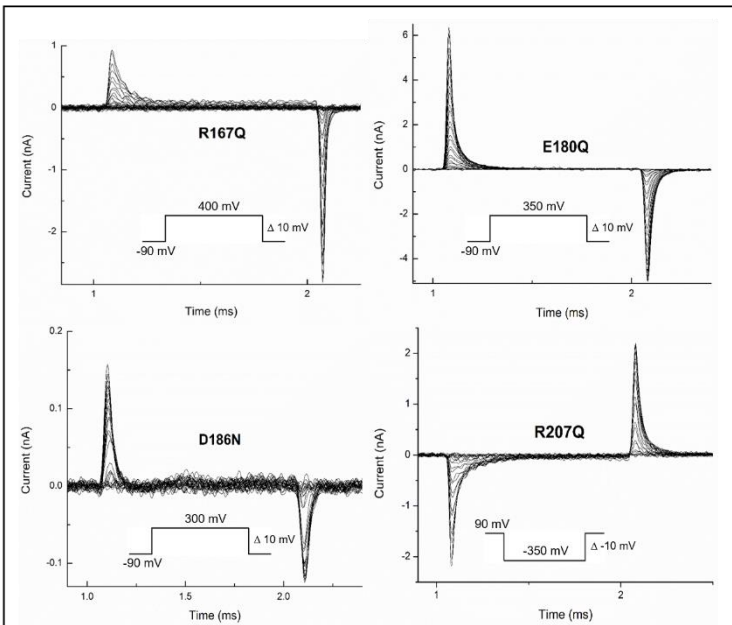 1
0
-1
-2
Current (nA)
R167Q
400 mV
-90 mV
Δ 10 mV
1
2
Time (ms)
6
4
2
0
-2
-4
Current (nA)
E180Q
350 mV
-90 mV
Δ 10 mV
1
2
Time (ms)
0.2
0.1
0.0
-0.1
Current (nA)
D186N
300 mV
-90 mV
Δ 10 mV
1.0
1.5
2.0
Time (ms)
2
1
0
-1
-2
Current (nA)
R207Q
90 mV
-350 mV
Δ -10 mV
1
2
Time (ms)